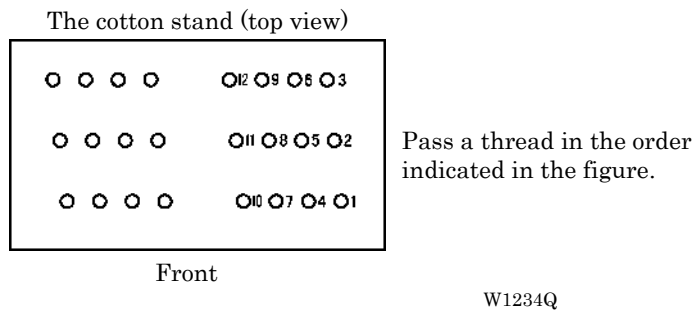 The cotton stand (top view)
12 9 6 3
11 8 5 2
10 7 4 1
Pass a thread in the order
indicated in the figure.
Front
W1234Q